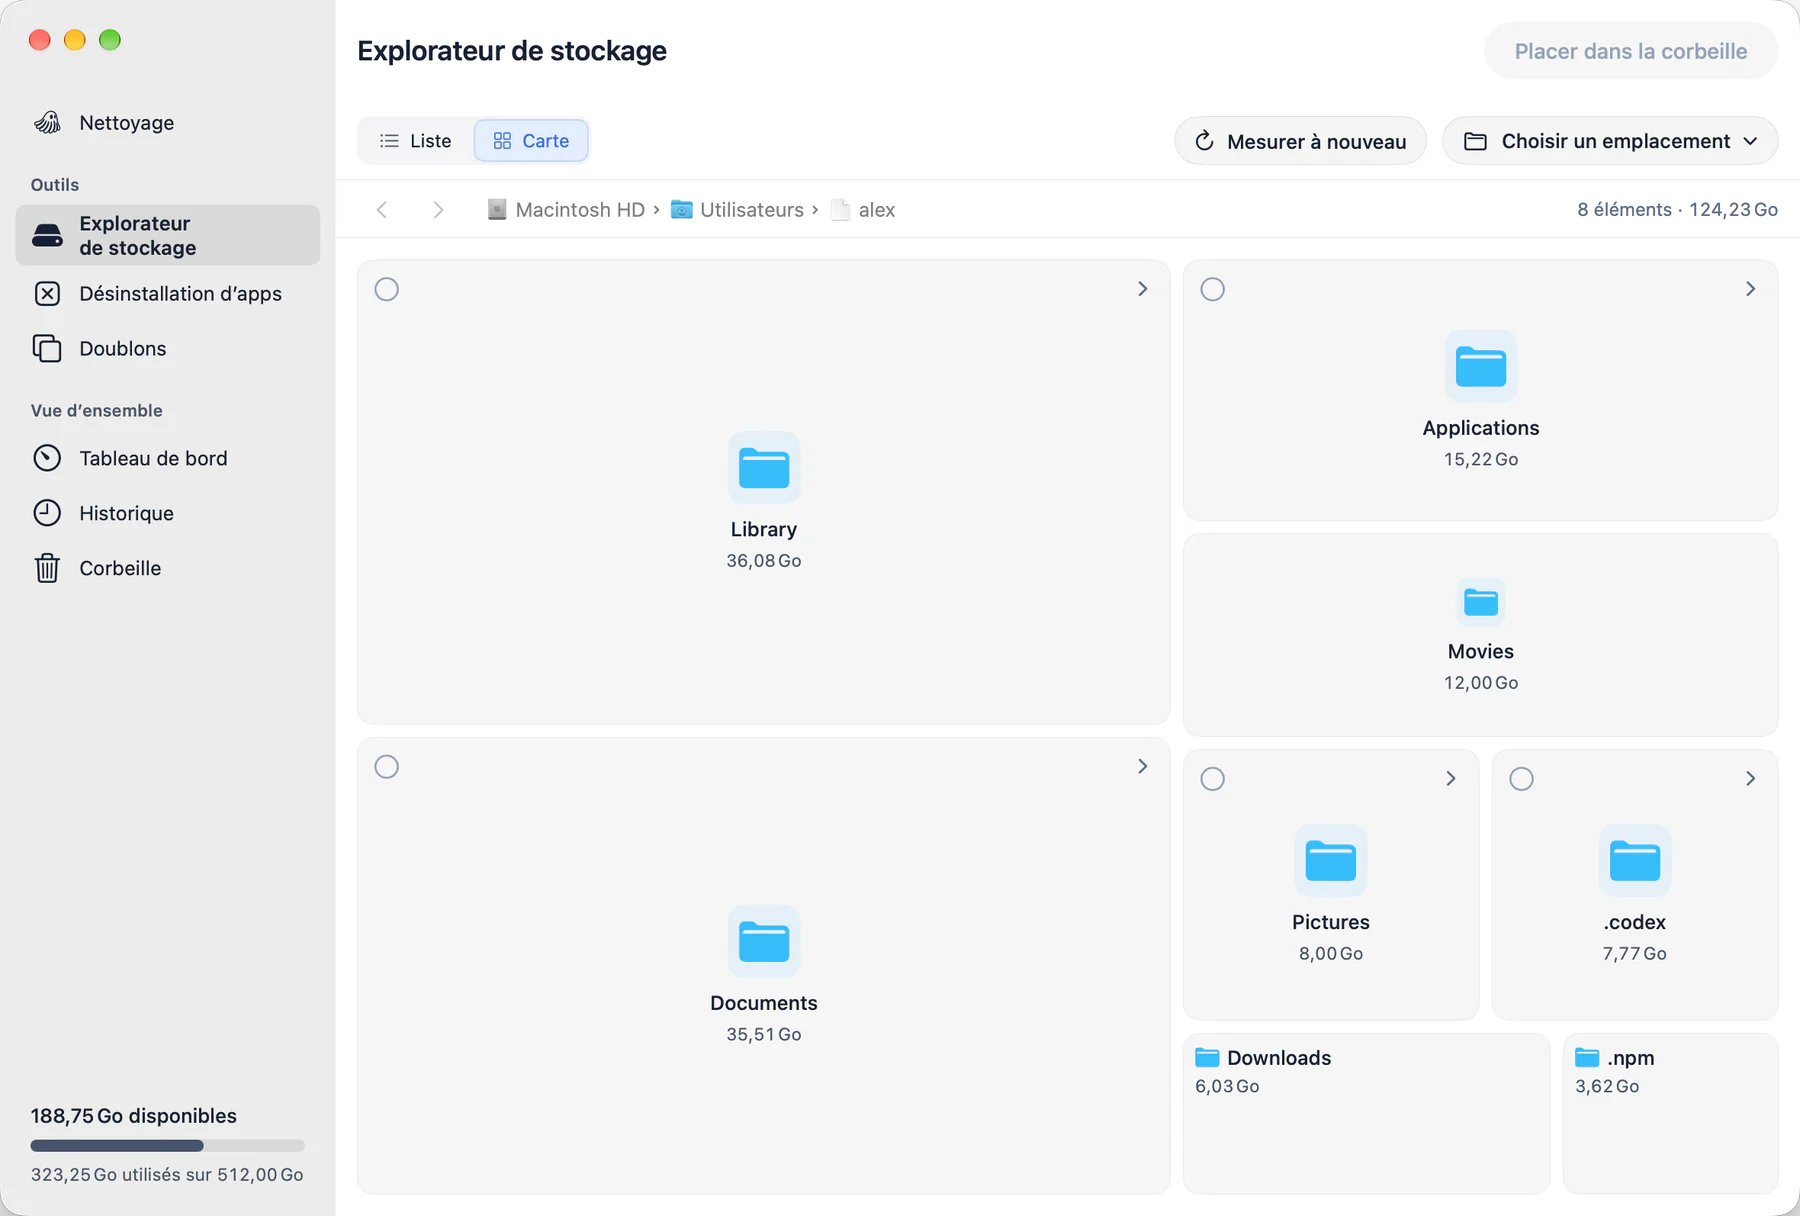 Explorateur de stockage
Placer dans la corbeille
Nettoyage
Outils
Explorateur
de stockage
Désinstallation d’apps
Doublons
Vue d’ensemble
Tableau de bord
Historique
Corbeille
188,75 Go disponibles
323,25 Go utilisés sur 512,00 Go
Liste
Carte
Mesurer à nouveau
Choisir un emplacement
Macintosh HD › Utilisateurs › alex
8 éléments · 124,23 Go
Library
36,08 Go
Documents
35,51 Go
Applications
15,22 Go
Movies
12,00 Go
Pictures
8,00 Go
.codex
7,77 Go
Downloads
6,03 Go
.npm
3,62 Go